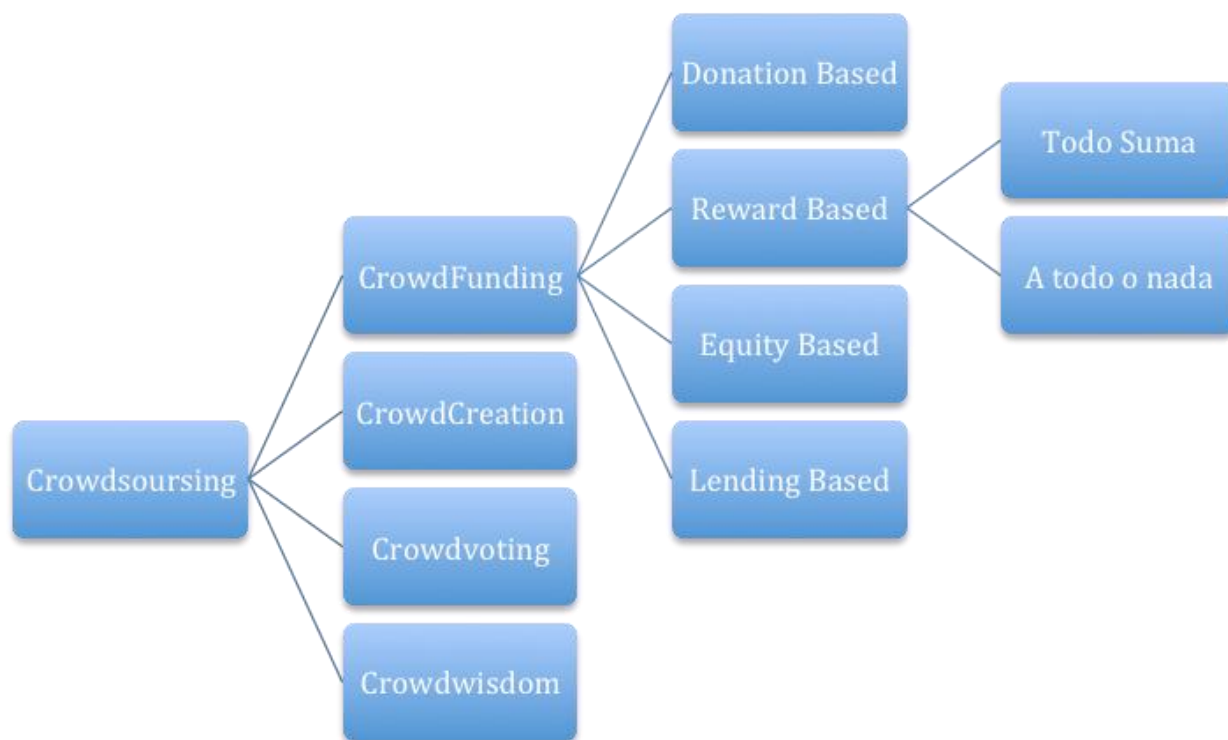 Donation Based
Todo Suma
Reward Based
CrowdFunding
A todo o nada
Equity Based
CrowdCreation
Crowdsoursing
Lending Based
Crowdvoting
Crowdwisdom